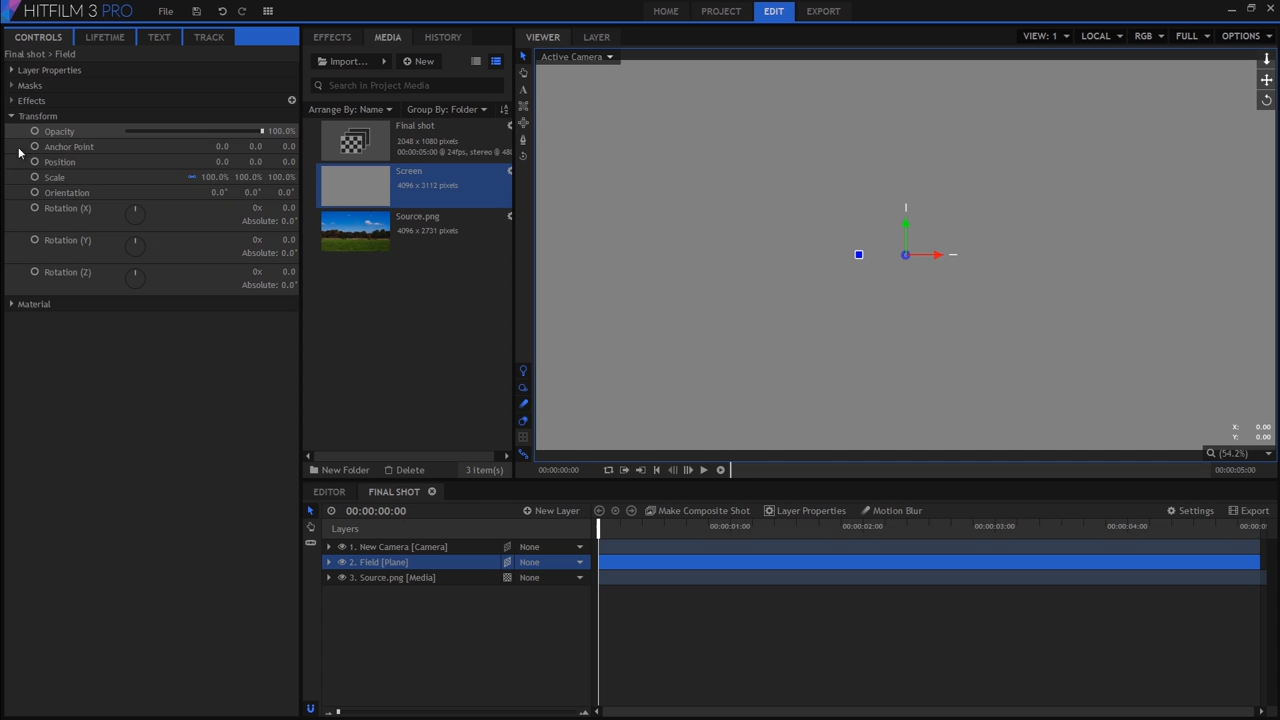 HITFILM 3 PRO
File
HOME
PROJECT
EDIT
EXPORT
CONTROLS
LIFETIME
TEXT
TRACK
Final shot > Field
Layer Properties
Masks
Effects
Transform
Opacity 100.0%
Anchor Point 0.0 0.0 0.0
Position 0.0 0.0 0.0
Scale 100.0% 100.0% 100.0%
Orientation 0.0° 0.0° 0.0°
Rotation (X) 0x 0.0
Absolute: 0.0°
Rotation (Y) 0x 0.0
Absolute: 0.0°
Rotation (Z) 0x 0.0
Absolute: 0.0°
Material
EFFECTS
MEDIA
HISTORY
Import...
New
Search in Project Media
Arrange By: Name
Group By: Folder
Final shot
2048 x 1080 pixels
00:00:05:00 @ 24fps, stereo @ 480
Screen
4096 x 3112 pixels
Source.png
4096 x 2731 pixels
New Folder
Delete
3 item(s)
VIEWER
LAYER
VIEW: 1
LOCAL
RGB
FULL
OPTIONS
Active Camera
X: 0.00
Y: 0.00
(54.2%)
00:00:00:00
00:00:05:00
EDITOR
FINAL SHOT
00:00:00:00
New Layer
Make Composite Shot
Layer Properties
Motion Blur
Settings
Export
Layers
00:00:01:00
00:00:02:00
00:00:03:00
00:00:04:00
00:00:05
1. New Camera [Camera] None
2. Field [Plane] None
3. Source.png [Media] None